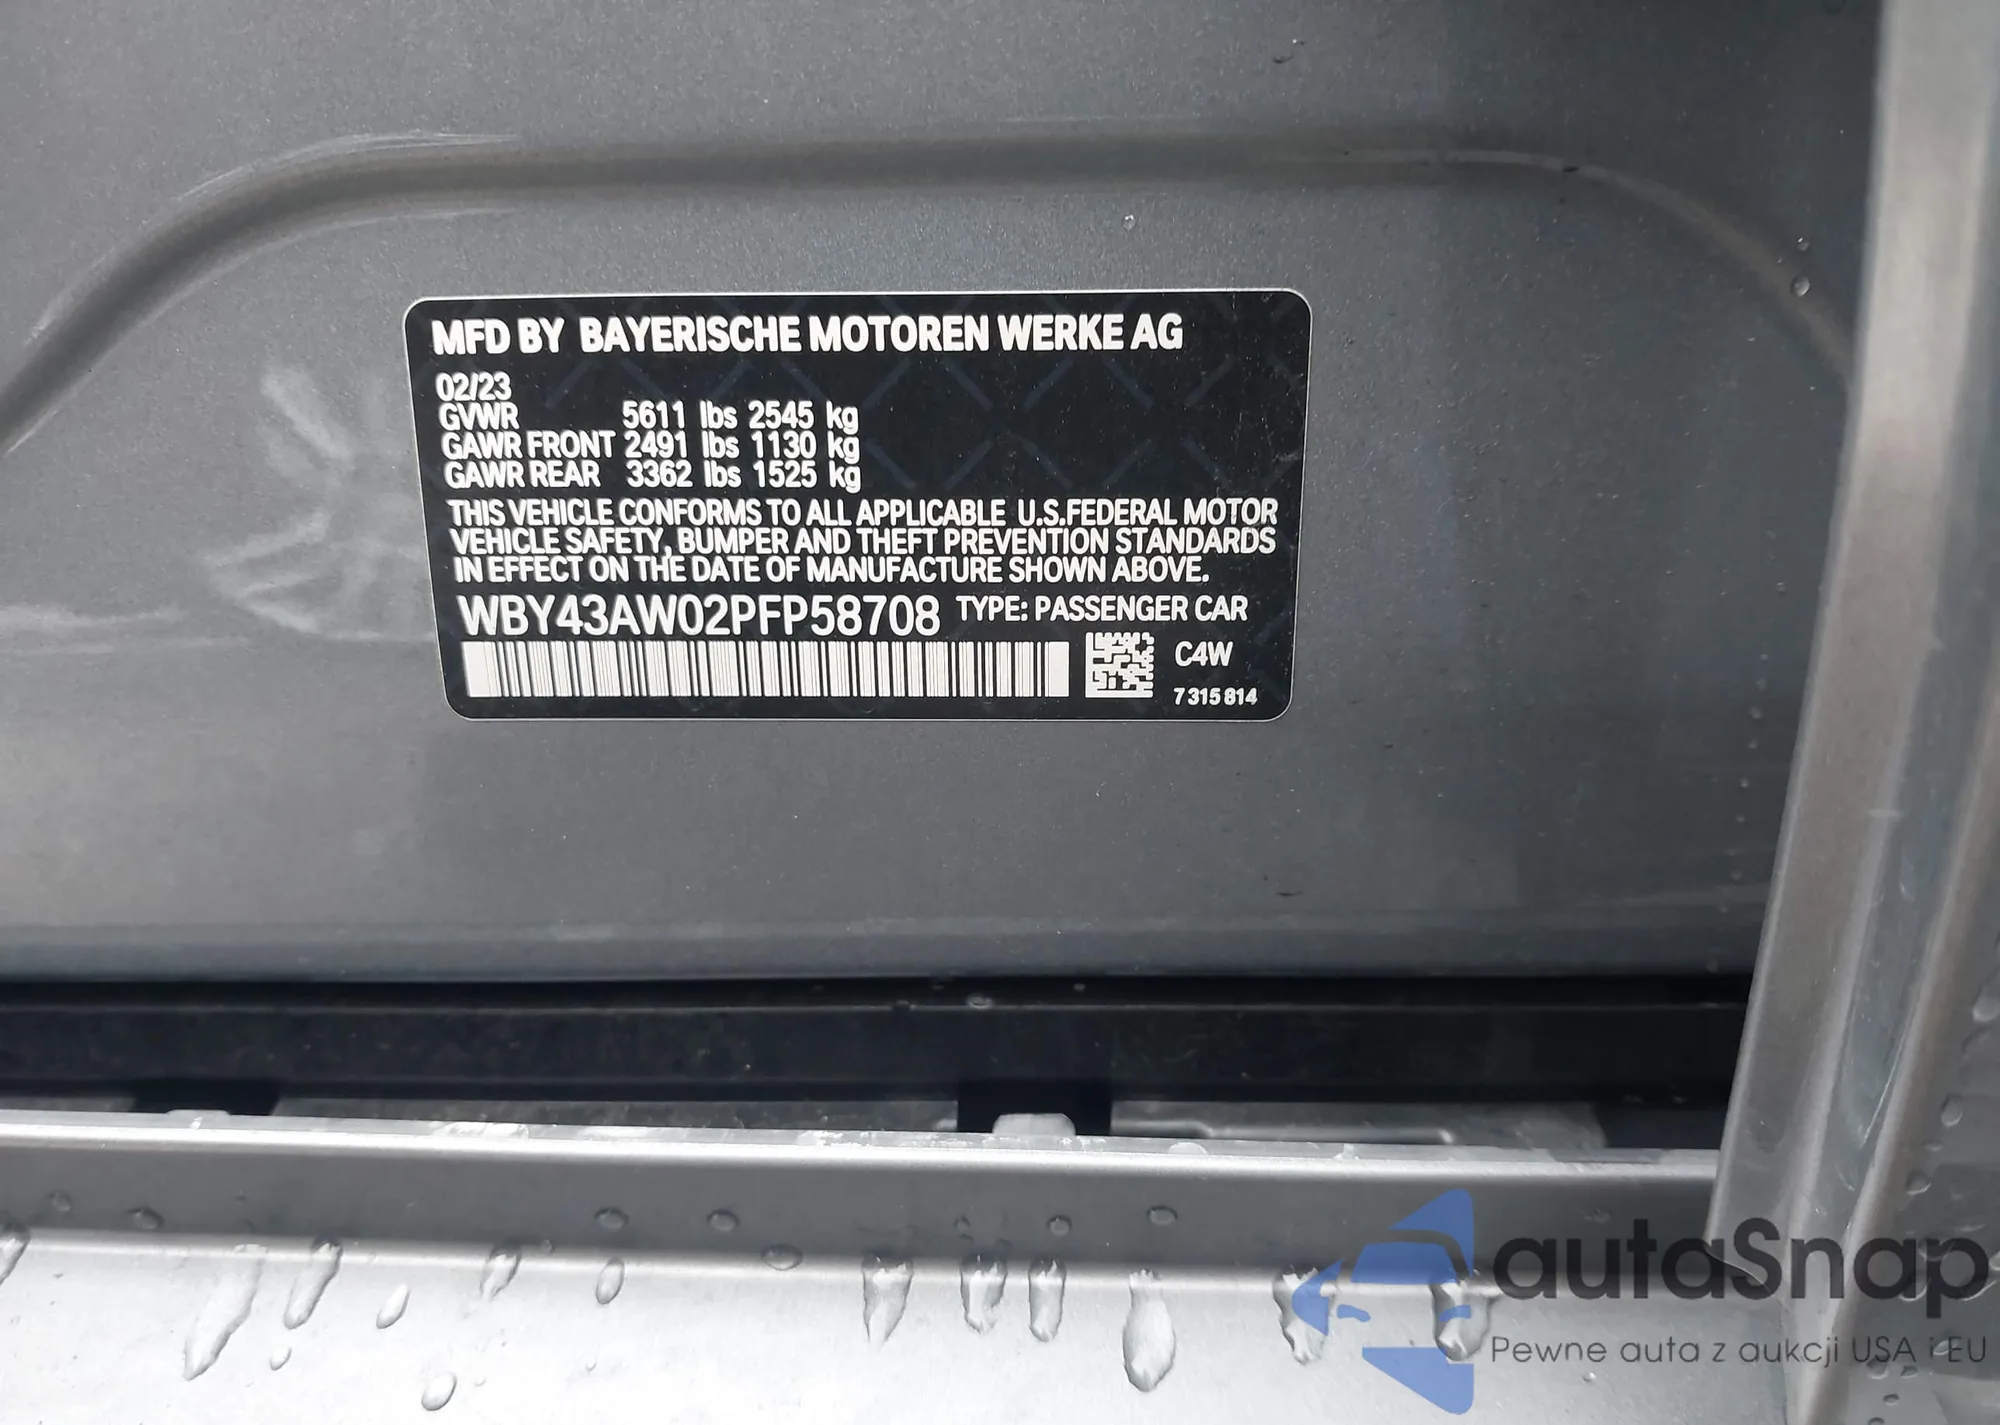 MFD BY BAYERISCHE MOTOREN WERKE AG
02/23
GVWR 5611 lbs 2545 kg
GAWR FRONT 2491 lbs 1130 kg
GAWR REAR 3362 lbs 1525 kg
THIS VEHICLE CONFORMS TO ALL APPLICABLE U.S.FEDERAL MOTOR
VEHICLE SAFETY, BUMPER AND THEFT PREVENTION STANDARDS
IN EFFECT ON THE DATE OF MANUFACTURE SHOWN ABOVE.
WBY43AW02PFP58708 TYPE: PASSENGER CAR
C4W
7 315 814
autaSnap
Pewne auta z aukcji USA i EU